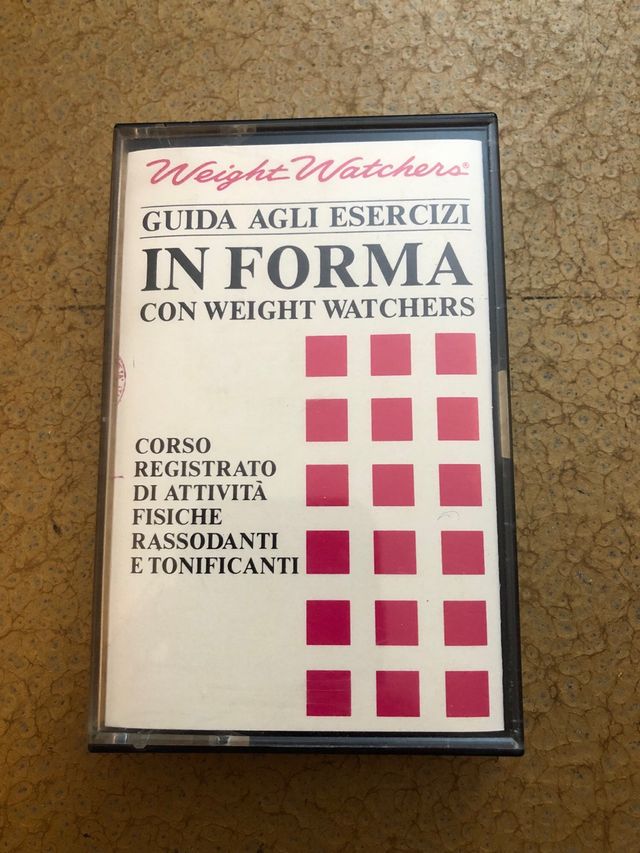 Weight Watchers®
GUIDA AGLI ESERCIZI
IN FORMA
CON WEIGHT WATCHERS
CORSO
REGISTRATO
DI ATTIVITÀ
FISICHE
RASSODANTI
E TONIFICANTI